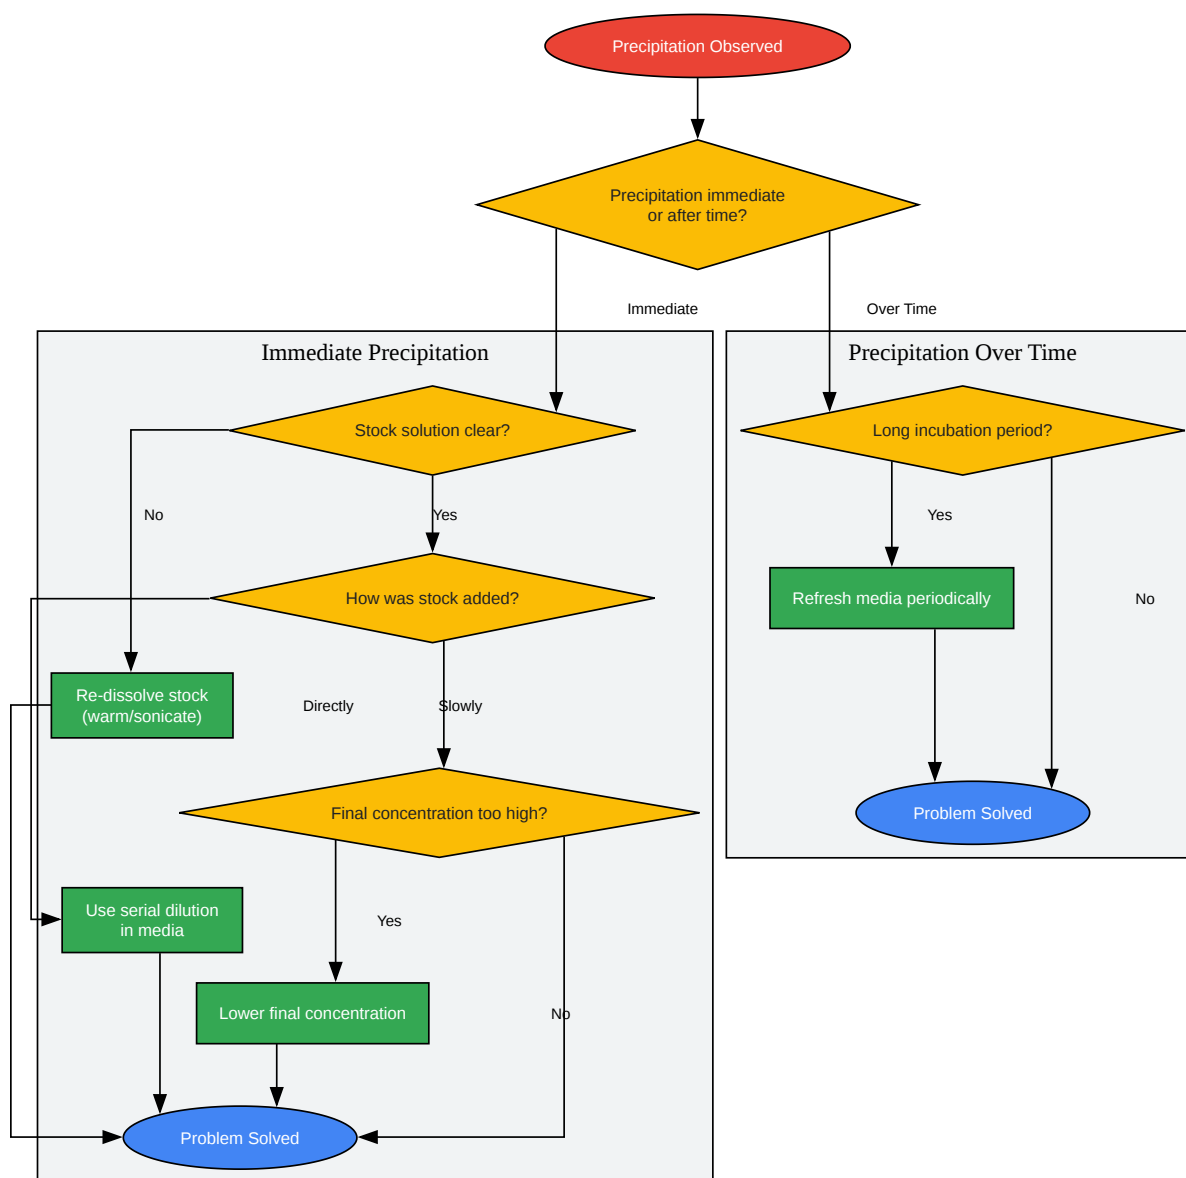 Precipitation Observed
Precipitation immediate
or after time?
Immediate
Over Time
Immediate Precipitation
Precipitation Over Time
Stock solution clear?
Long incubation period?
No
Yes
Yes
How was stock added?
Refresh media periodically
No
Re-dissolve stock
(warm/sonicate)
Directly
Slowly
Final concentration too high?
Problem Solved
Use serial dilution
in media
Yes
Lower final concentration
No
Problem Solved